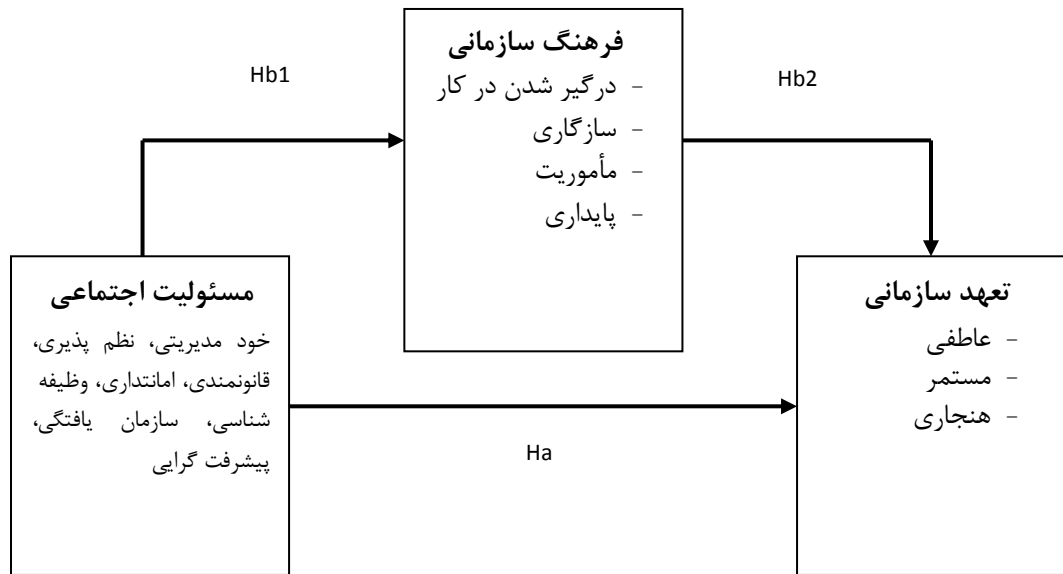 فرهنگ سازمانی
- درگیر شدن در کار
- سازگاری
- مأموریت
- پایداری
Hb1
Hb2
مسئولیت اجتماعی
خود مدیریتی، نظم پذیری،
قانونمندی، امانتداری، وظیفه
شناسی، سازمان یافتگی،
پیشرفت گرایی
Ha
تعهد سازمانی
- عاطفی
- مستمر
- هنجاری